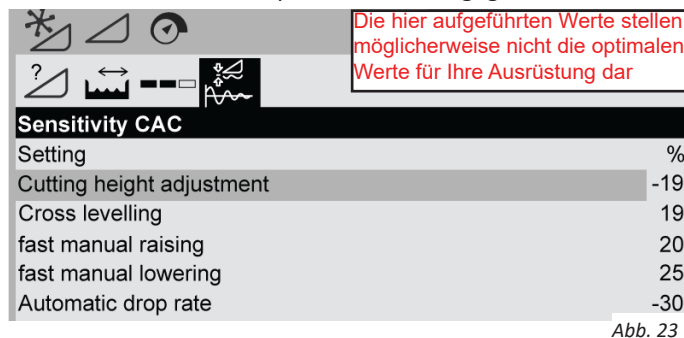 Die hier aufgeführten Werte stellen
möglicherweise nicht die optimalen
Werte für Ihre Ausrüstung dar
?
Sensitivity CAC
Setting %
Cutting height adjustment -19
Cross levelling 19
fast manual raising 20
fast manual lowering 25
Automatic drop rate -30
Abb. 23